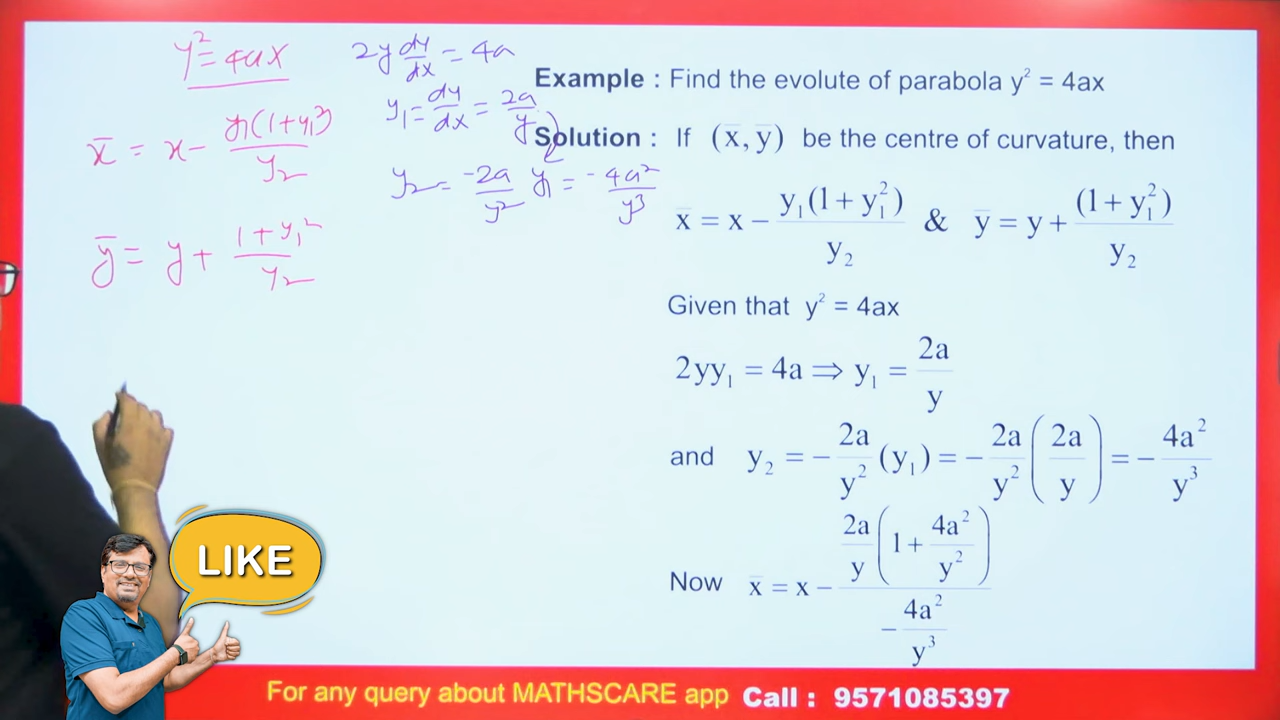 y² = 4ax
x̄ = x - y₁(1+y₁²) / y₂
ȳ = y + (1+y₁²) / y₂
2y dy/dx = 4a
y₁ = dy/dx = 2a/y
y₂ = -2a/y² y₁ = -4a²/y³
Example : Find the evolute of parabola y² = 4ax
Solution : If (x̄, ȳ) be the centre of curvature, then
x̄ = x - y₁(1 + y₁²) / y₂ & ȳ = y + (1 + y₁²) / y₂
Given that y² = 4ax
2yy₁ = 4a ⇒ y₁ = 2a/y
and y₂ = -2a/y² (y₁) = -2a/y² (2a/y) = -4a²/y³
Now x̄ = x - 2a/y (1 + 4a²/y²) / -4a²/y³
LIKE
For any query about MATHSCARE app Call : 9571085397